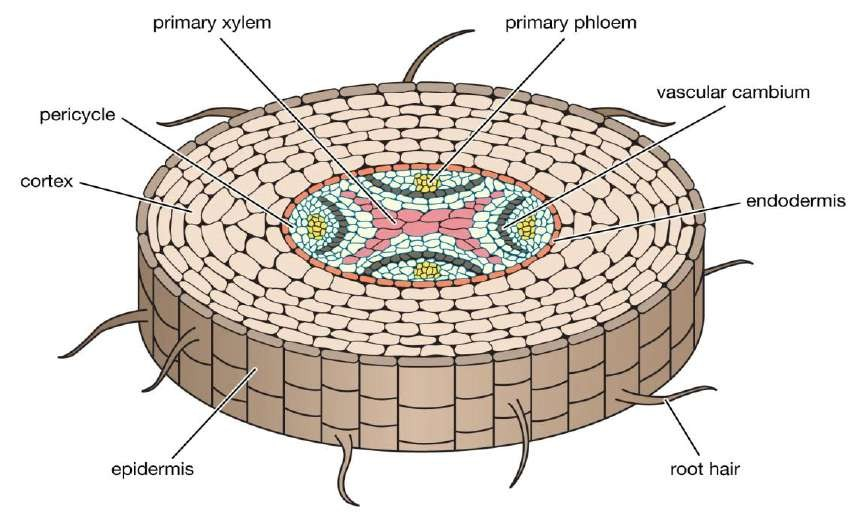 primary xylem
primary phloem
vascular cambium
pericycle
cortex
endodermis
epidermis
root hair